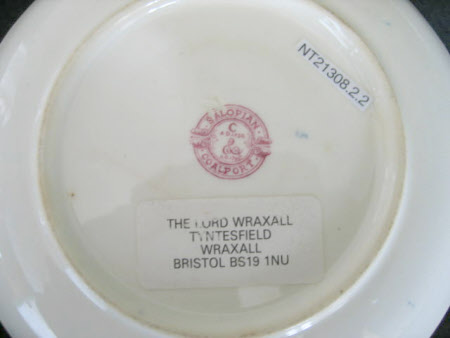 NT21308.2.2
SALOPIAN
C
COALPORT
THE LORD WRAXALL
TYNTESFIELD
WRAXALL
BRISTOL BS19 1NU